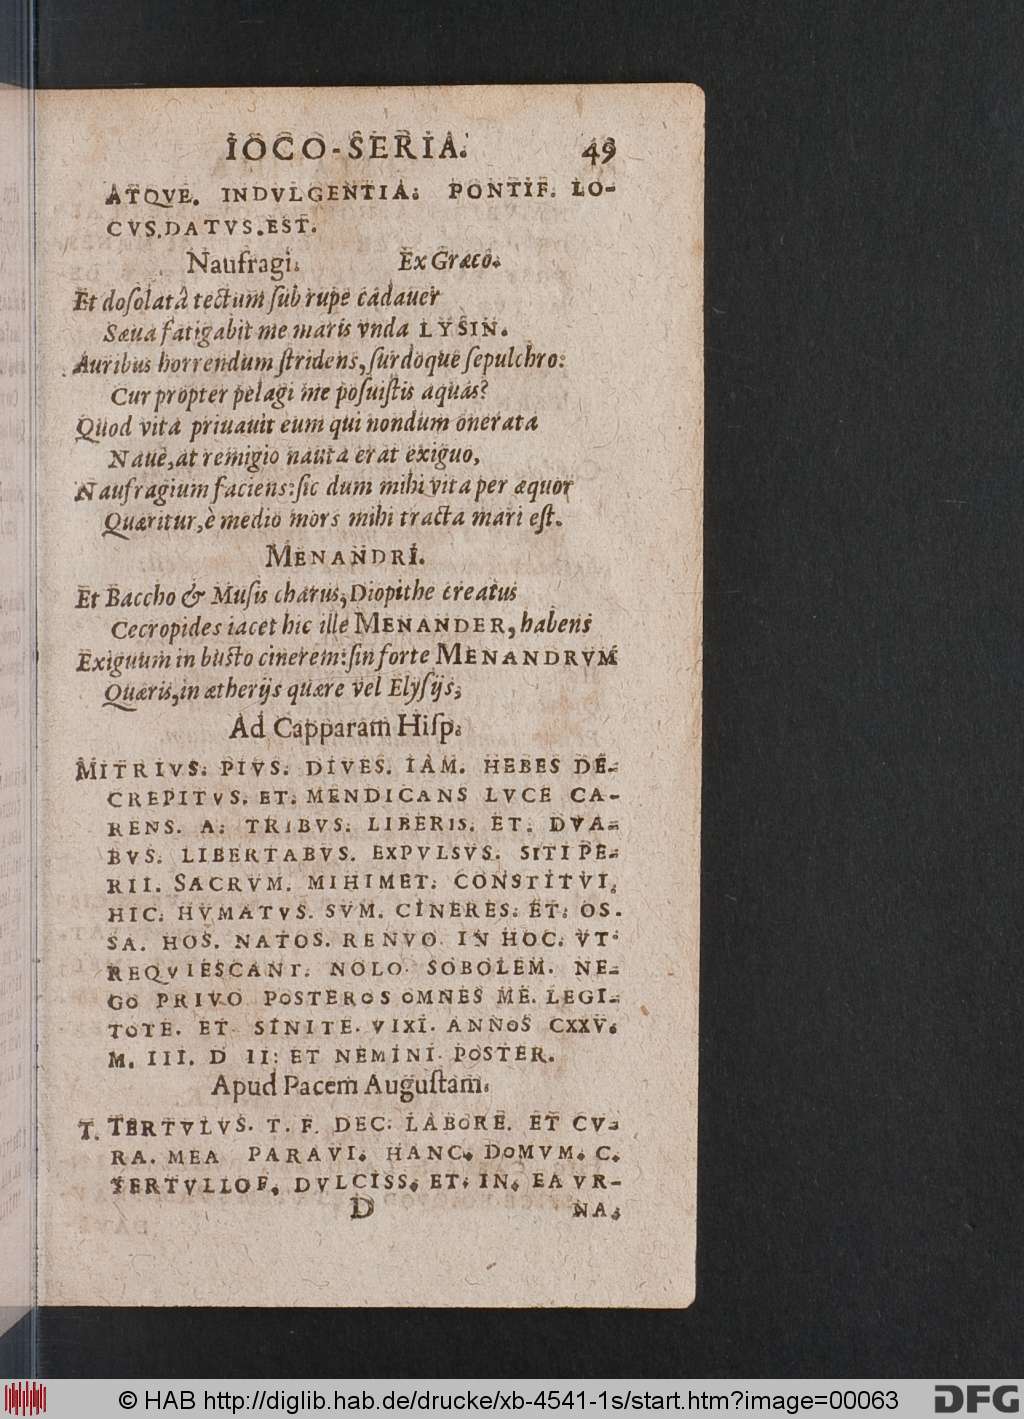 IOCO-SERIA. 49
ATQVE. INDVLGENTIA. PONTIF. LO-
CVS. DATVS. EST.
Naufragi. Ex Græco.
Et dosolata tectum sub rupe cadauer
Sæua fatigabit me maris vnda LYSIN.
Auribus horrendum stridens, surdoque sepulchro:
Cur propter pelagi me posuistis aquas?
Quod vita priuauit eum qui nondum onerata
Naue, at remigio nauta erat exiguo,
Naufragium faciens: sic dum mihi vita per æquor
Quæritur, è medio mors mihi tracta mari est.
MENANDRI.
Et Baccho & Musis charus, Diopithe creatus
Cecropides iacet hic ille MENANDER, habens
Exiguum in busto cinerem: sin forte MENANDRVM
Quæris, in ætherijs quære vel Elysijs;
Ad Capparam Hisp.
MITRIVS. PIVS. DIVES. IAM. HEBES DE-
CREPITVS. ET. MENDICANS LVCE CA-
RENS. A. TRIBVS. LIBERIS. ET. DVA-
BVS. LIBERTABVS. EXPVLSVS. SITI PE-
RII. SACRVM. MIHIMET. CONSTITVI.
HIC. HVMATVS. SVM. CINERES. ET. OS.
SA. HOS. NATOS. RENVO. IN HOC. VT
REQVIESCANT. NOLO. SOBOLEM. NE-
GO PRIVO POSTEROS OMNES ME. LEGI-
TOTE. ET. SINITE. VIXI. ANNOS CXXV.
M. III. D II: ET NEMINI. POSTER.
Apud Pacem Augustam.
T. TERTVLVS. T. F. DEC. LABORE. ET CV-
RA. MEA PARAVI. HANC. DOMVM. C.
TERTVLLOF. DVLCISS. ET. IN. EA VR-
D NA.
© HAB http://diglib.hab.de/drucke/xb-4541-1s/start.htm?image=00063 DFG